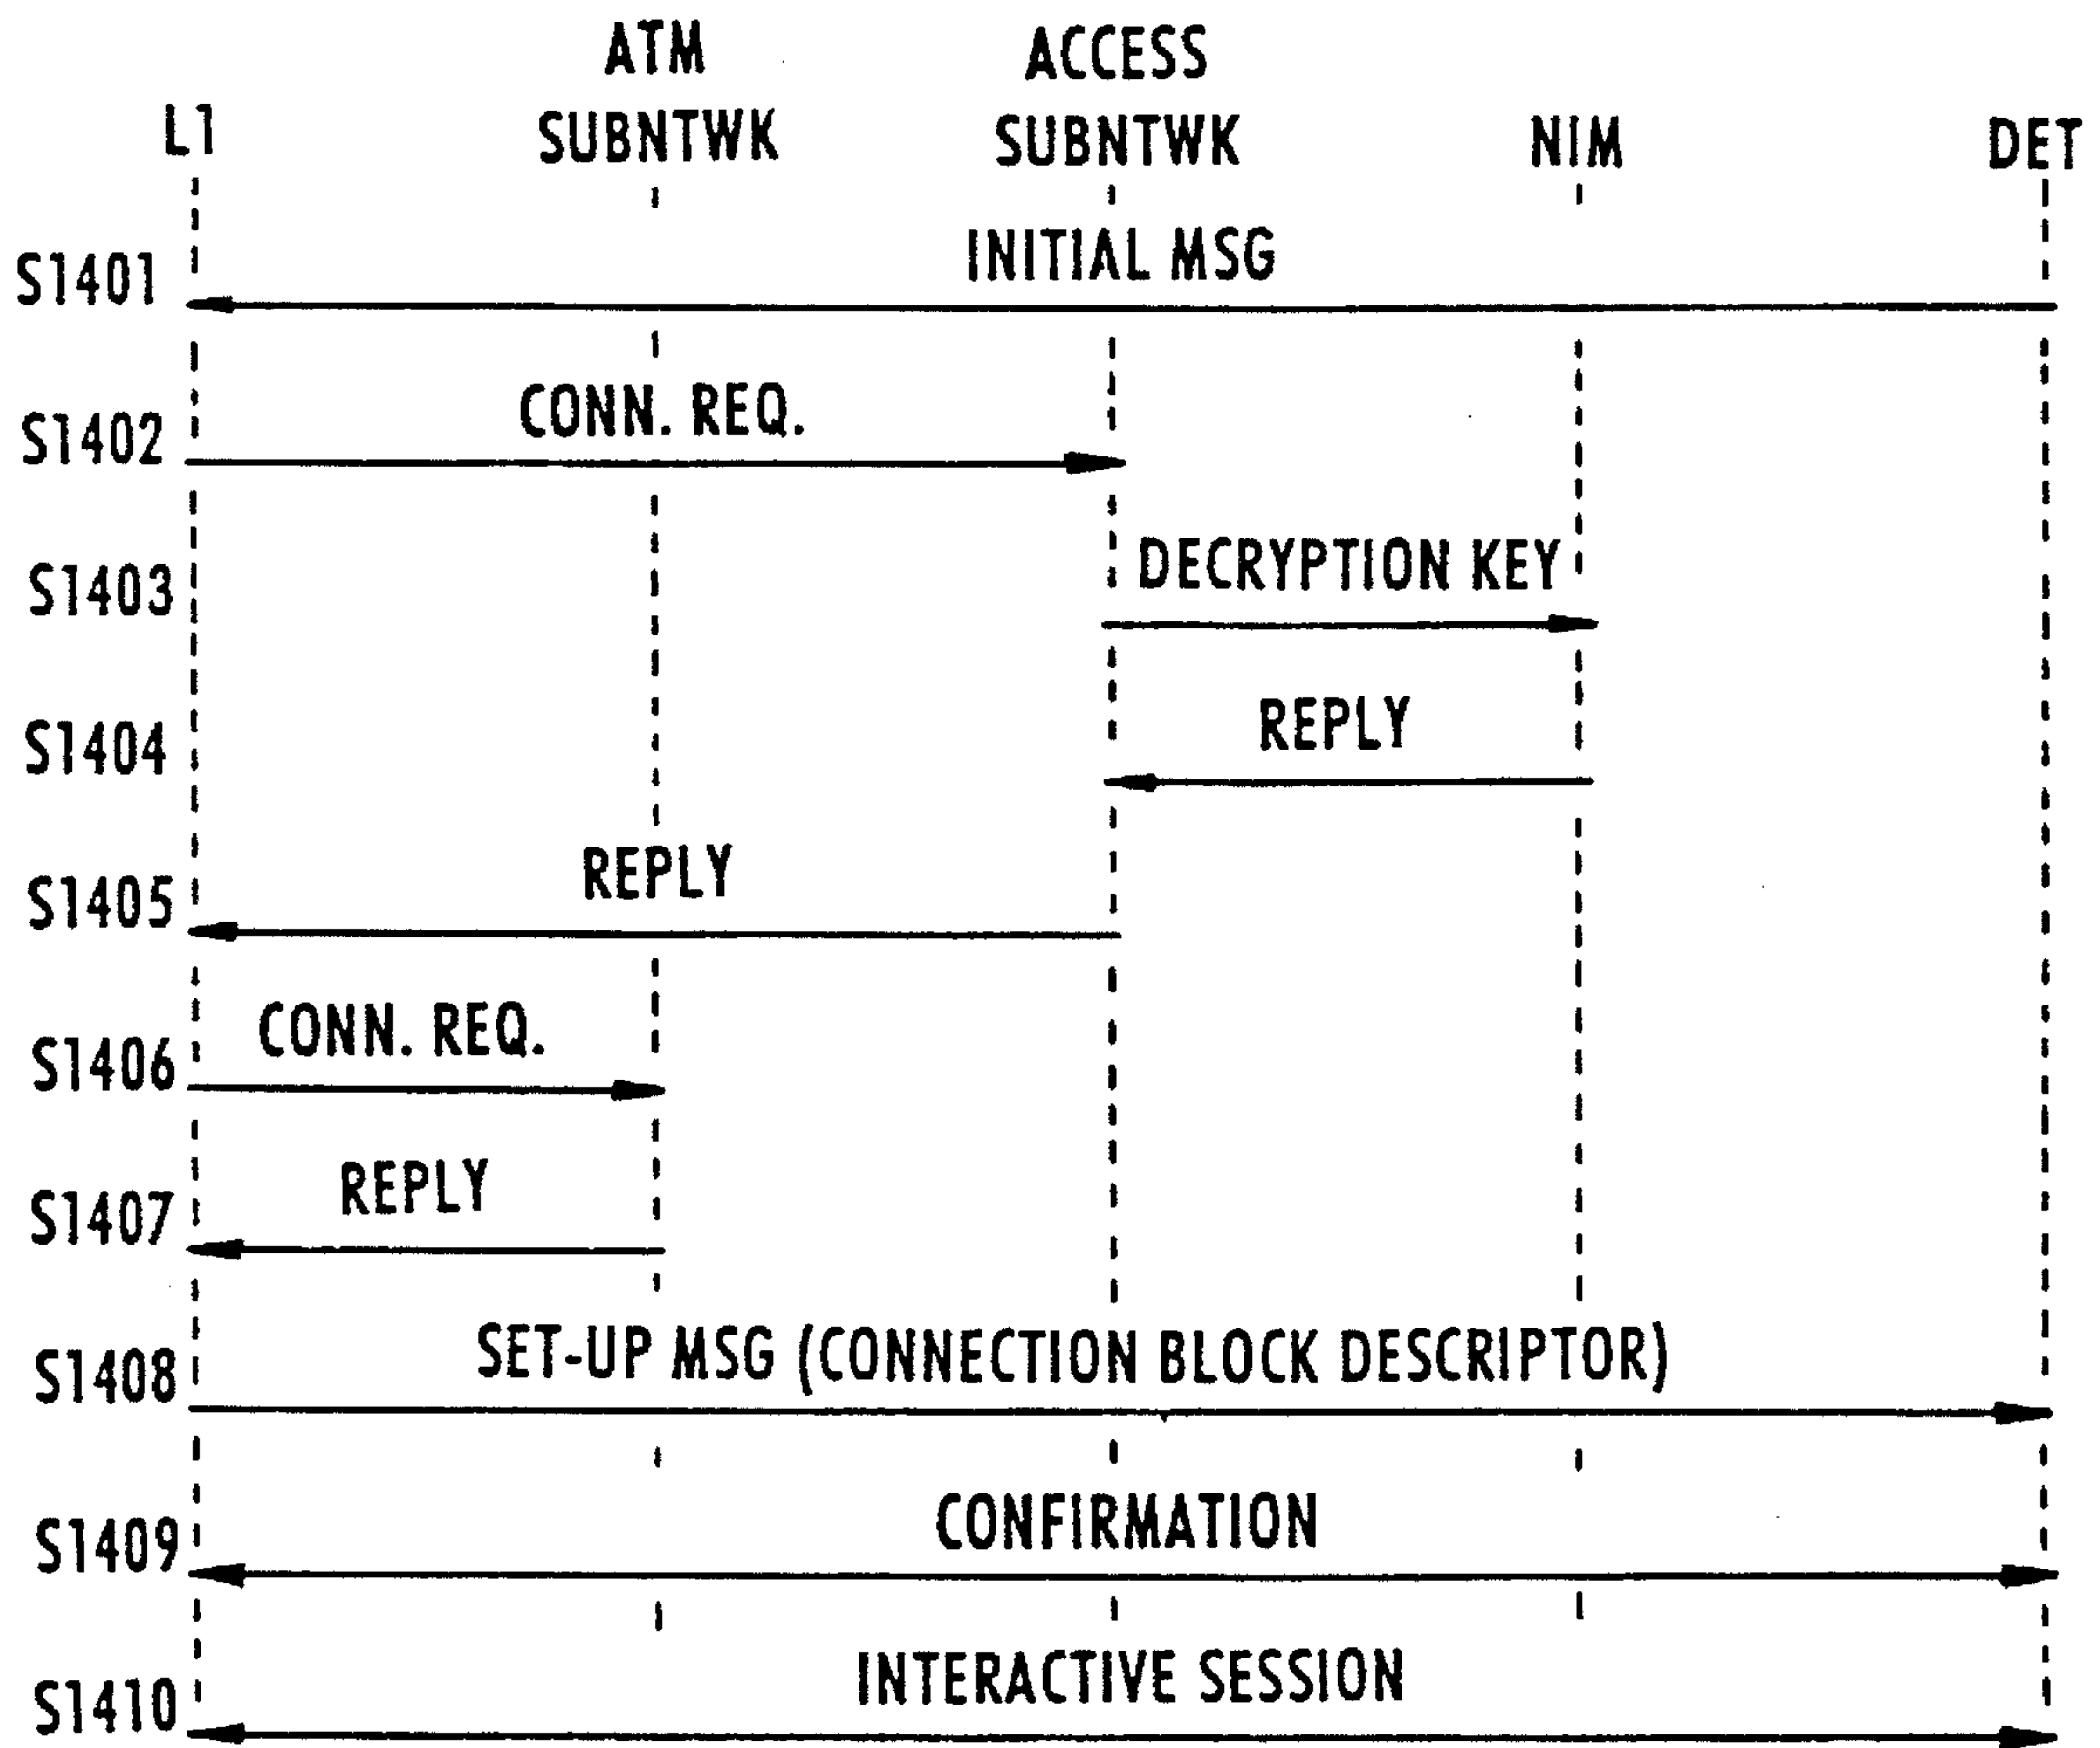 ATM
SUBNTWK
ACCESS
SUBNTWK
L1
NIM
DET
INITIAL MSG
S1401
CONN. REQ.
S1402
DECRYPTION KEY
S1403
REPLY
S1404
REPLY
S1405
CONN. REQ.
S1406
REPLY
S1407
SET-UP MSG (CONNECTION BLOCK DESCRIPTOR)
S1408
CONFIRMATION
S1409
INTERACTIVE SESSION
S1410